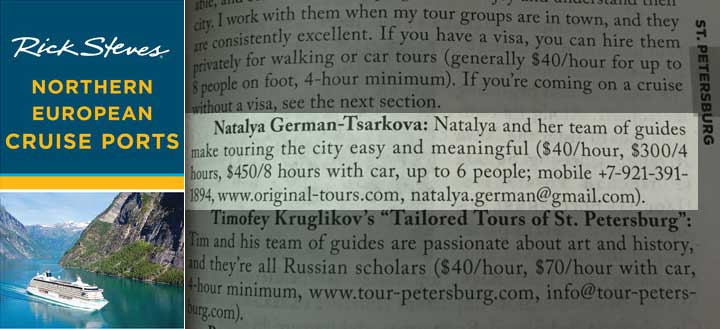 Rick Steves®
NORTHERN
EUROPEAN
CRUISE PORTS
and understand their
city. I work with them when my tour groups are in town, and they
are consistently excellent. If you have a visa, you can hire them
privately for walking or car tours (generally $40/hour for up to
8 people on foot, 4-hour minimum). If you're coming on a cruise
without a visa, see the next section.
Natalya German-Tsarkova: Natalya and her team of guides
make touring the city easy and meaningful ($40/hour, $300/4
hours, $450/8 hours with car, up to 6 people; mobile +7-921-391-
1894, www.original-tours.com, natalya.german@gmail.com).
Timofey Kruglikov's “Tailored Tours of St. Petersburg”:
Tim and his team of guides are passionate about art and history,
and they're all Russian scholars ($40/hour, $70/hour with car,
4-hour minimum, www.tour-petersburg.com, info@tour-peters-
burg.com).
ST. PETERSBURG